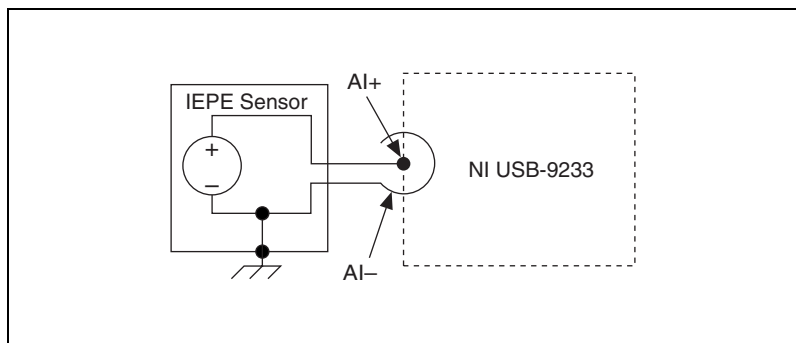 AI+
IEPE Sensor
+
–
NI USB-9233
AI–